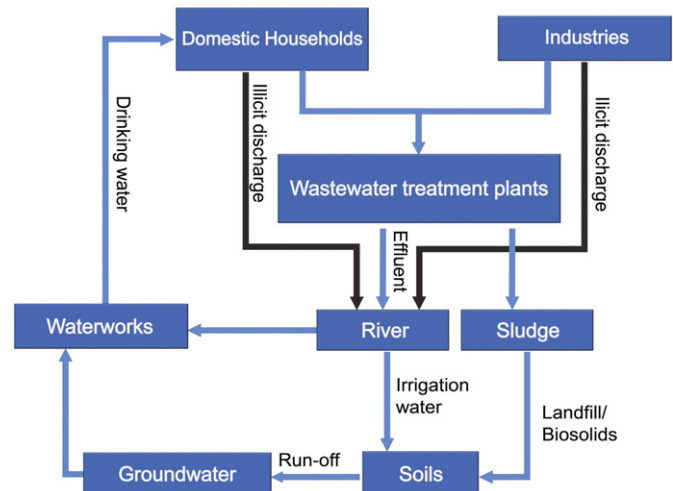 Domestic Households
Industries
Drinking water
Illicit discharge
Ilicit discharge
Wastewater treatment plants
Effluent
Waterworks
River
Sludge
Irrigation
water
Landfill/
Biosolids
Groundwater
Run-off
Soils